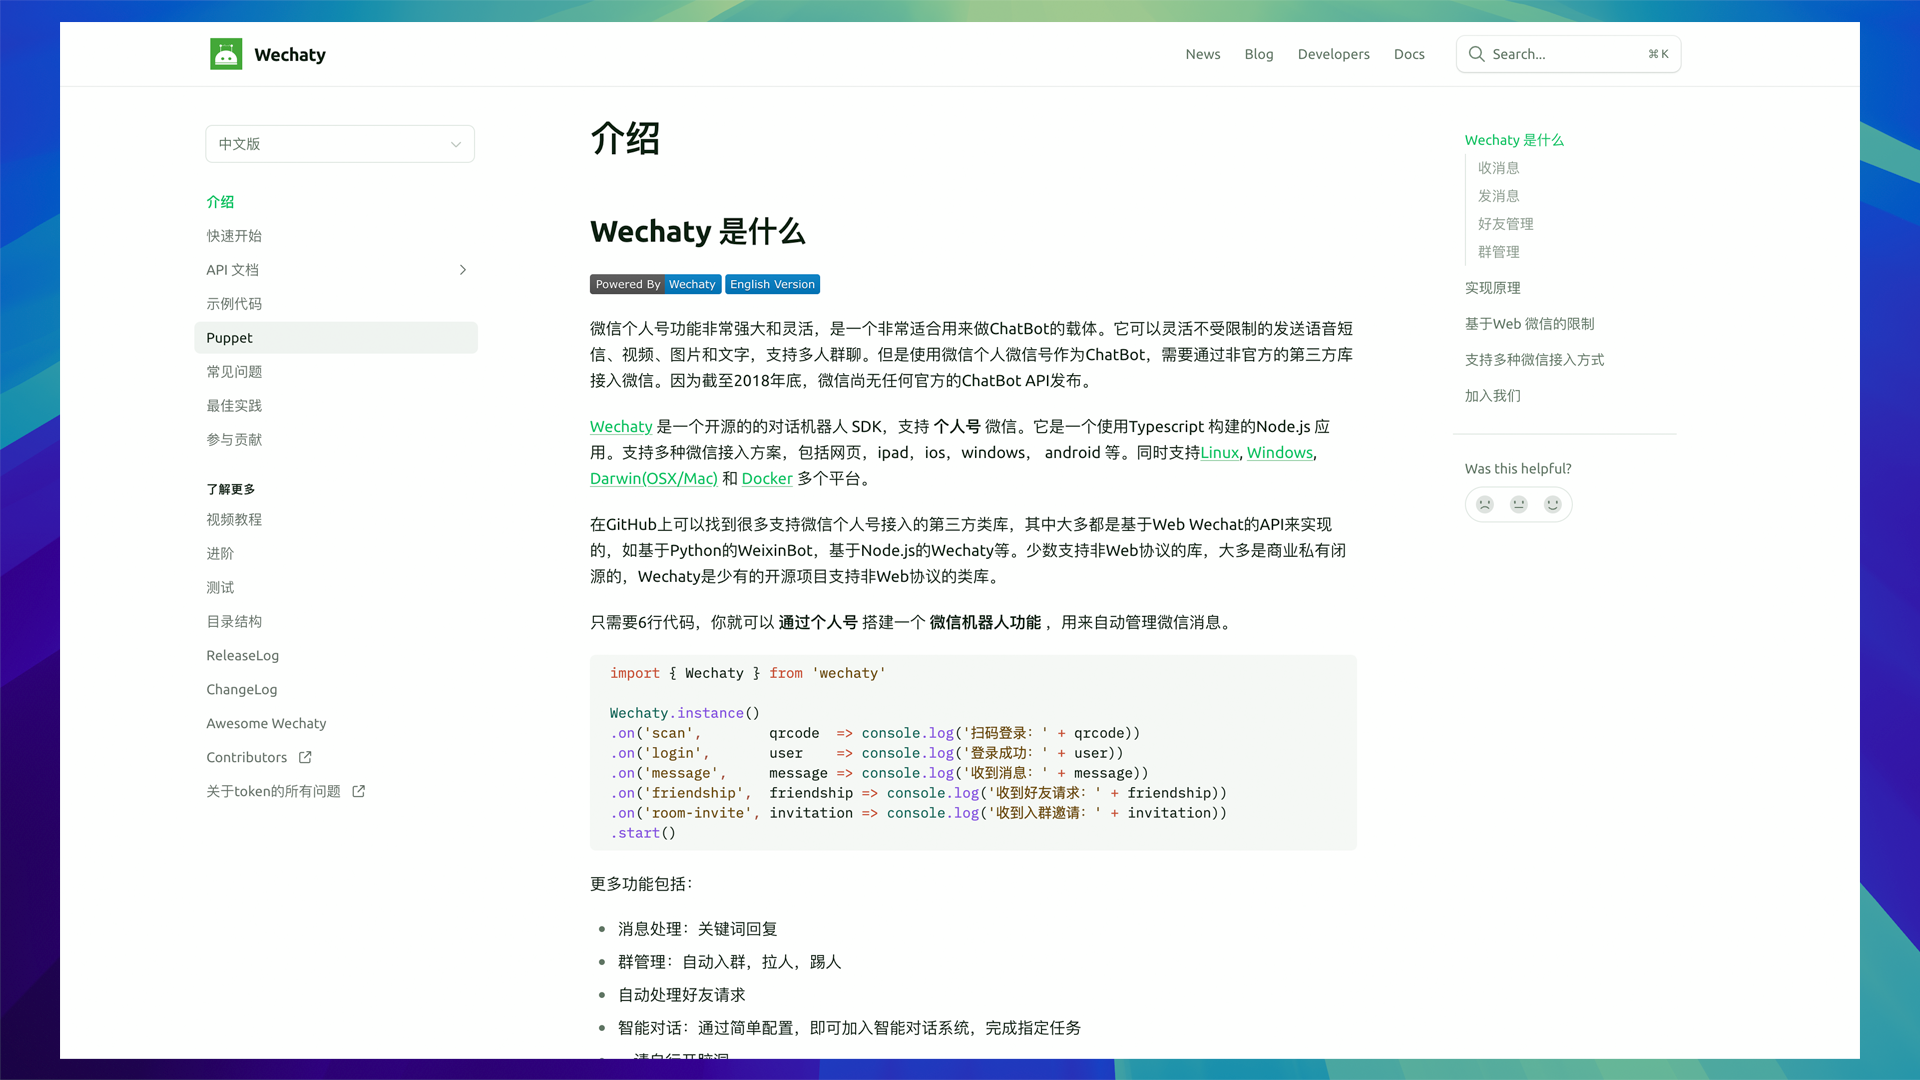 Wechaty
News
Blog
Developers
Docs
Search...
⌘ K
中文版
介绍
快速开始
API 文档
示例代码
Puppet
常见问题
最佳实践
参与贡献
了解更多
视频教程
进阶
测试
目录结构
ReleaseLog
ChangeLog
Awesome Wechaty
Contributors
关于token的所有问题
介绍
Wechaty 是什么
Powered By Wechaty English Version
微信个人号功能非常强大和灵活，是一个非常适合用来做ChatBot的载体。它可以灵活不受限制的发送语音短
信、视频、图片和文字，支持多人群聊。但是使用微信个人微信号作为ChatBot，需要通过非官方的第三方库
接入微信。因为截至2018年底，微信尚无任何官方的ChatBot API发布。
Wechaty 是一个开源的的对话机器人 SDK，支持 个人号 微信。它是一个使用Typescript 构建的Node.js 应
用。支持多种微信接入方案，包括网页，ipad，ios，windows， android 等。同时支持Linux, Windows,
Darwin(OSX/Mac) 和 Docker 多个平台。
在GitHub上可以找到很多支持微信个人号接入的第三方类库，其中大多都是基于Web Wechat的API来实现
的，如基于Python的WeixinBot，基于Node.js的Wechaty等。少数支持非Web协议的库，大多是商业私有闭
源的，Wechaty是少有的开源项目支持非Web协议的类库。
只需要6行代码，你就可以 通过个人号 搭建一个 微信机器人功能 ，用来自动管理微信消息。
import { Wechaty } from 'wechaty'
Wechaty.instance()
.on('scan',        qrcode  => console.log('扫码登录：' + qrcode))
.on('login',       user    => console.log('登录成功：' + user))
.on('message',     message => console.log('收到消息：' + message))
.on('friendship',  friendship => console.log('收到好友请求：' + friendship))
.on('room-invite', invitation => console.log('收到入群邀请：' + invitation))
.start()
更多功能包括：
消息处理：关键词回复
群管理：自动入群，拉人，踢人
自动处理好友请求
智能对话：通过简单配置，即可加入智能对话系统，完成指定任务
请自行开脑洞
Wechaty 是什么
收消息
发消息
好友管理
群管理
实现原理
基于Web 微信的限制
支持多种微信接入方式
加入我们
Was this helpful?